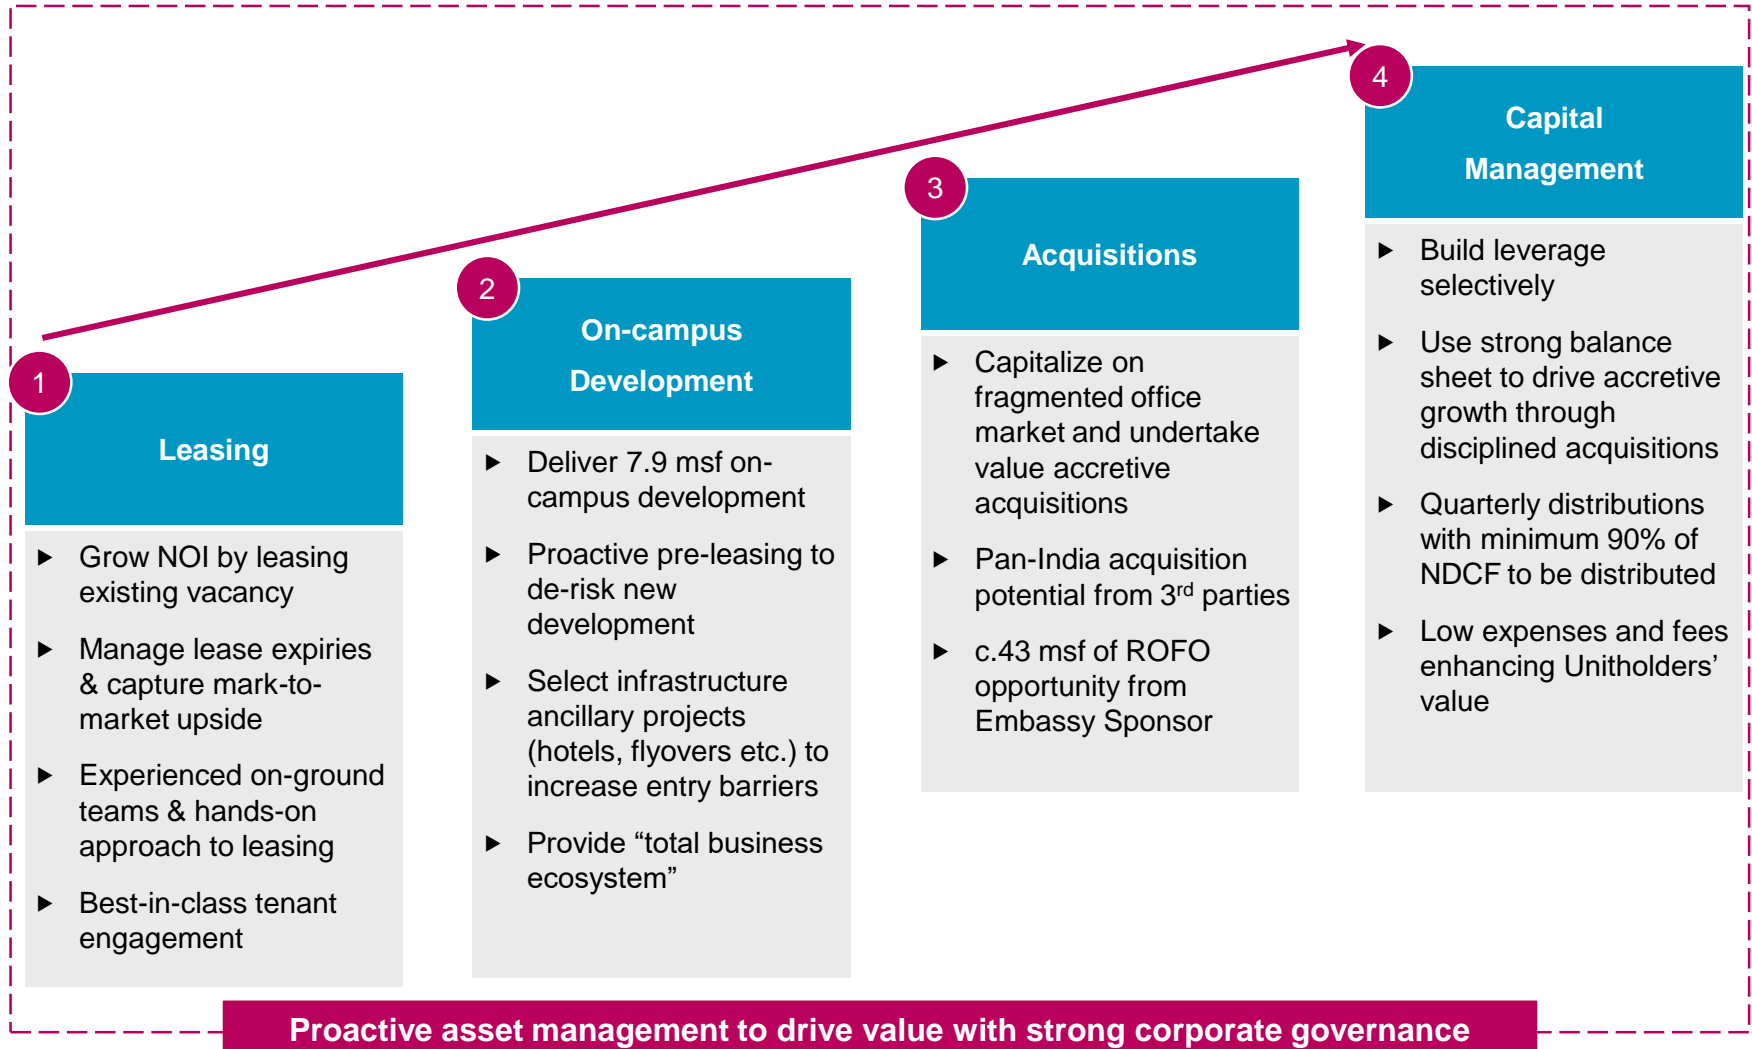 1
Leasing
► Grow NOI by leasing
existing vacancy
► Manage lease expiries
& capture mark-to-
market upside
► Experienced on-ground
teams & hands-on
approach to leasing
► Best-in-class tenant
engagement
2
On-campus
Development
► Deliver 7.9 msf on-
campus development
► Proactive pre-leasing to
de-risk new
development
► Select infrastructure
ancillary projects
(hotels, flyovers etc.) to
increase entry barriers
► Provide “total business
ecosystem”
3
Acquisitions
► Capitalize on
fragmented office
market and undertake
value accretive
acquisitions
► Pan-India acquisition
potential from 3rd parties
► c.43 msf of ROFO
opportunity from
Embassy Sponsor
4
Capital
Management
► Build leverage
selectively
► Use strong balance
sheet to drive accretive
growth through
disciplined acquisitions
► Quarterly distributions
with minimum 90% of
NDCF to be distributed
► Low expenses and fees
enhancing Unitholders’
value
Proactive asset management to drive value with strong corporate governance